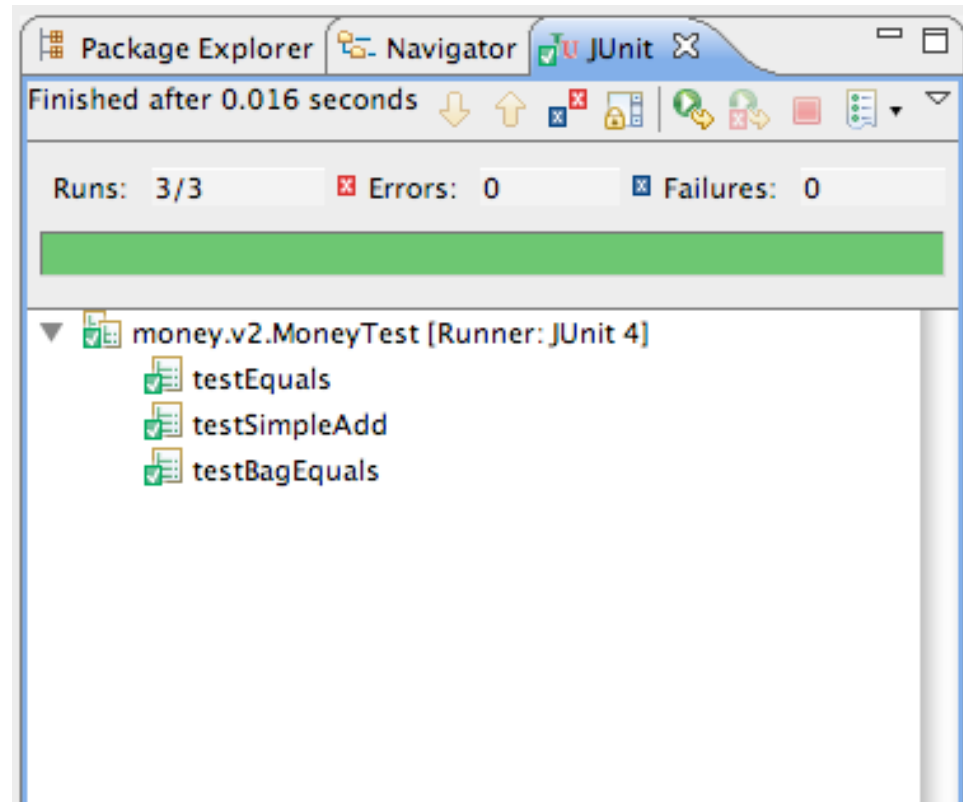 Package Explorer Navigator JU JUnit
Finished after 0.016 seconds
Runs: 3/3 Errors: 0 Failures: 0
money.v2.MoneyTest [Runner: JUnit 4]
testEquals
testSimpleAdd
testBagEquals